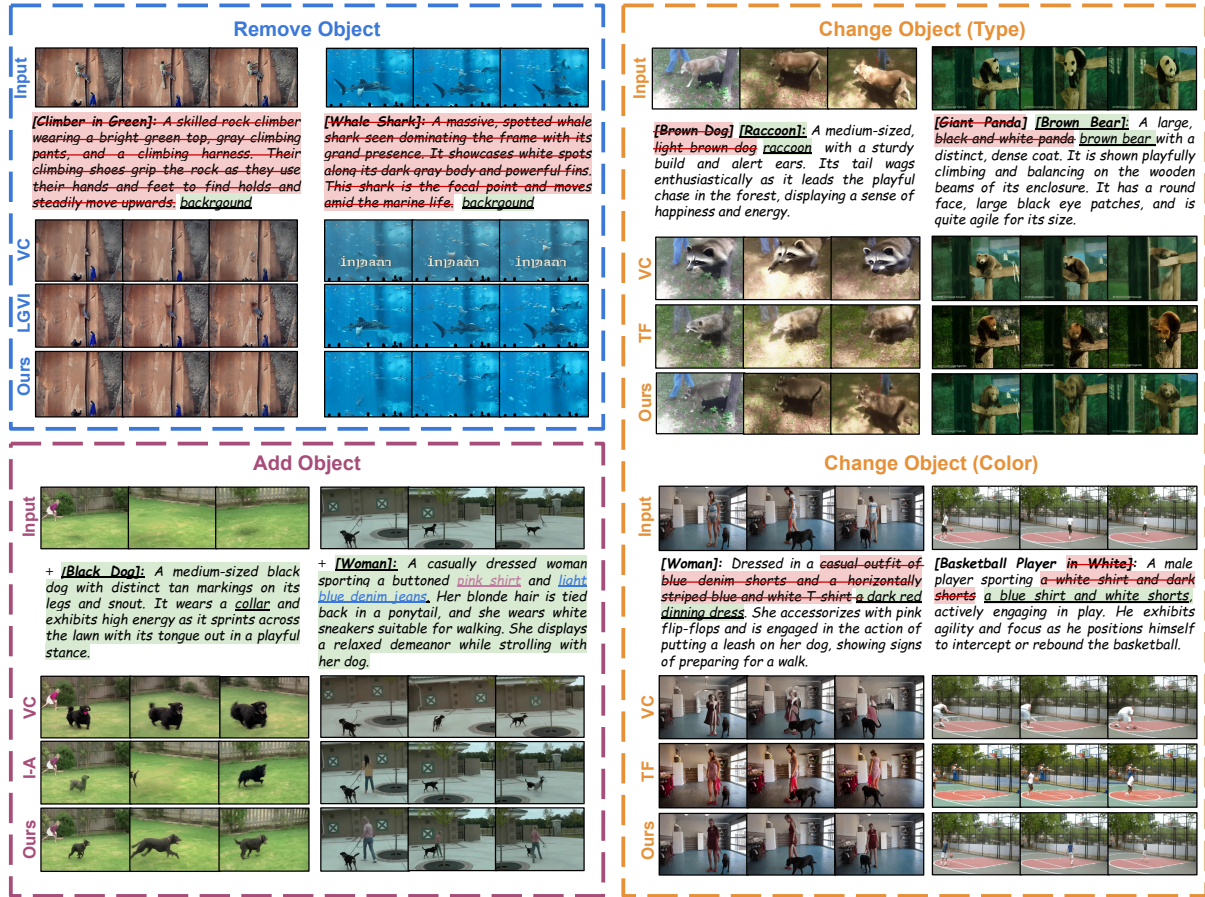 Remove Object
Input
[Climber in Green]: A skilled rock climber
wearing a bright green top, gray climbing
pants, and a climbing harness. Their
climbing shoes grip the rock as they use
their hands and feet to find holds and
steadily move upwards. backrgound
[Whale Shark]: A massive, spotted whale
shark seen dominating the frame with its
grand presence. It showcases white spots
along its dark gray body and powerful fins.
This shark is the focal point and moves
amid the marine life. backrgound
VC
LGVI
Ours
Add Object
Input
+ [Black Dog]: A medium-sized black
dog with distinct tan markings on its
legs and snout. It wears a collar and
exhibits high energy as it sprints across
the lawn with its tongue out in a playful
stance.
+ [Woman]: A casually dressed woman
sporting a buttoned pink shirt and light
blue denim jeans. Her blonde hair is tied
back in a ponytail, and she wears white
sneakers suitable for walking. She displays
a relaxed demeanor while strolling with
her dog.
VC
I-A
Ours
Change Object (Type)
Input
[Brown Dog] [Raccoon]: A medium-sized,
light brown dog raccoon with a sturdy
build and alert ears. Its tail wags
enthusiastically as it leads the playful
chase in the forest, displaying a sense of
happiness and energy.
[Giant Panda] [Brown Bear]: A large,
black and white panda brown bear with a
distinct, dense coat. It is shown playfully
climbing and balancing on the wooden
beams of its enclosure. It has a round
face, large black eye patches, and is
quite agile for its size.
VC
TF
Ours
Change Object (Color)
Input
[Woman]: Dressed in a casual outfit of
blue denim shorts and a horizontally
striped blue and white T shirt a dark red
dinning dress. She accessorizes with pink
flip-flops and is engaged in the action of
putting a leash on her dog, showing signs
of preparing for a walk.
[Basketball Player in White]: A male
player sporting a white shirt and dark
shorts a blue shirt and white shorts,
actively engaging in play. He exhibits
agility and focus as he positions himself
to intercept or rebound the basketball.
VC
TF
Ours